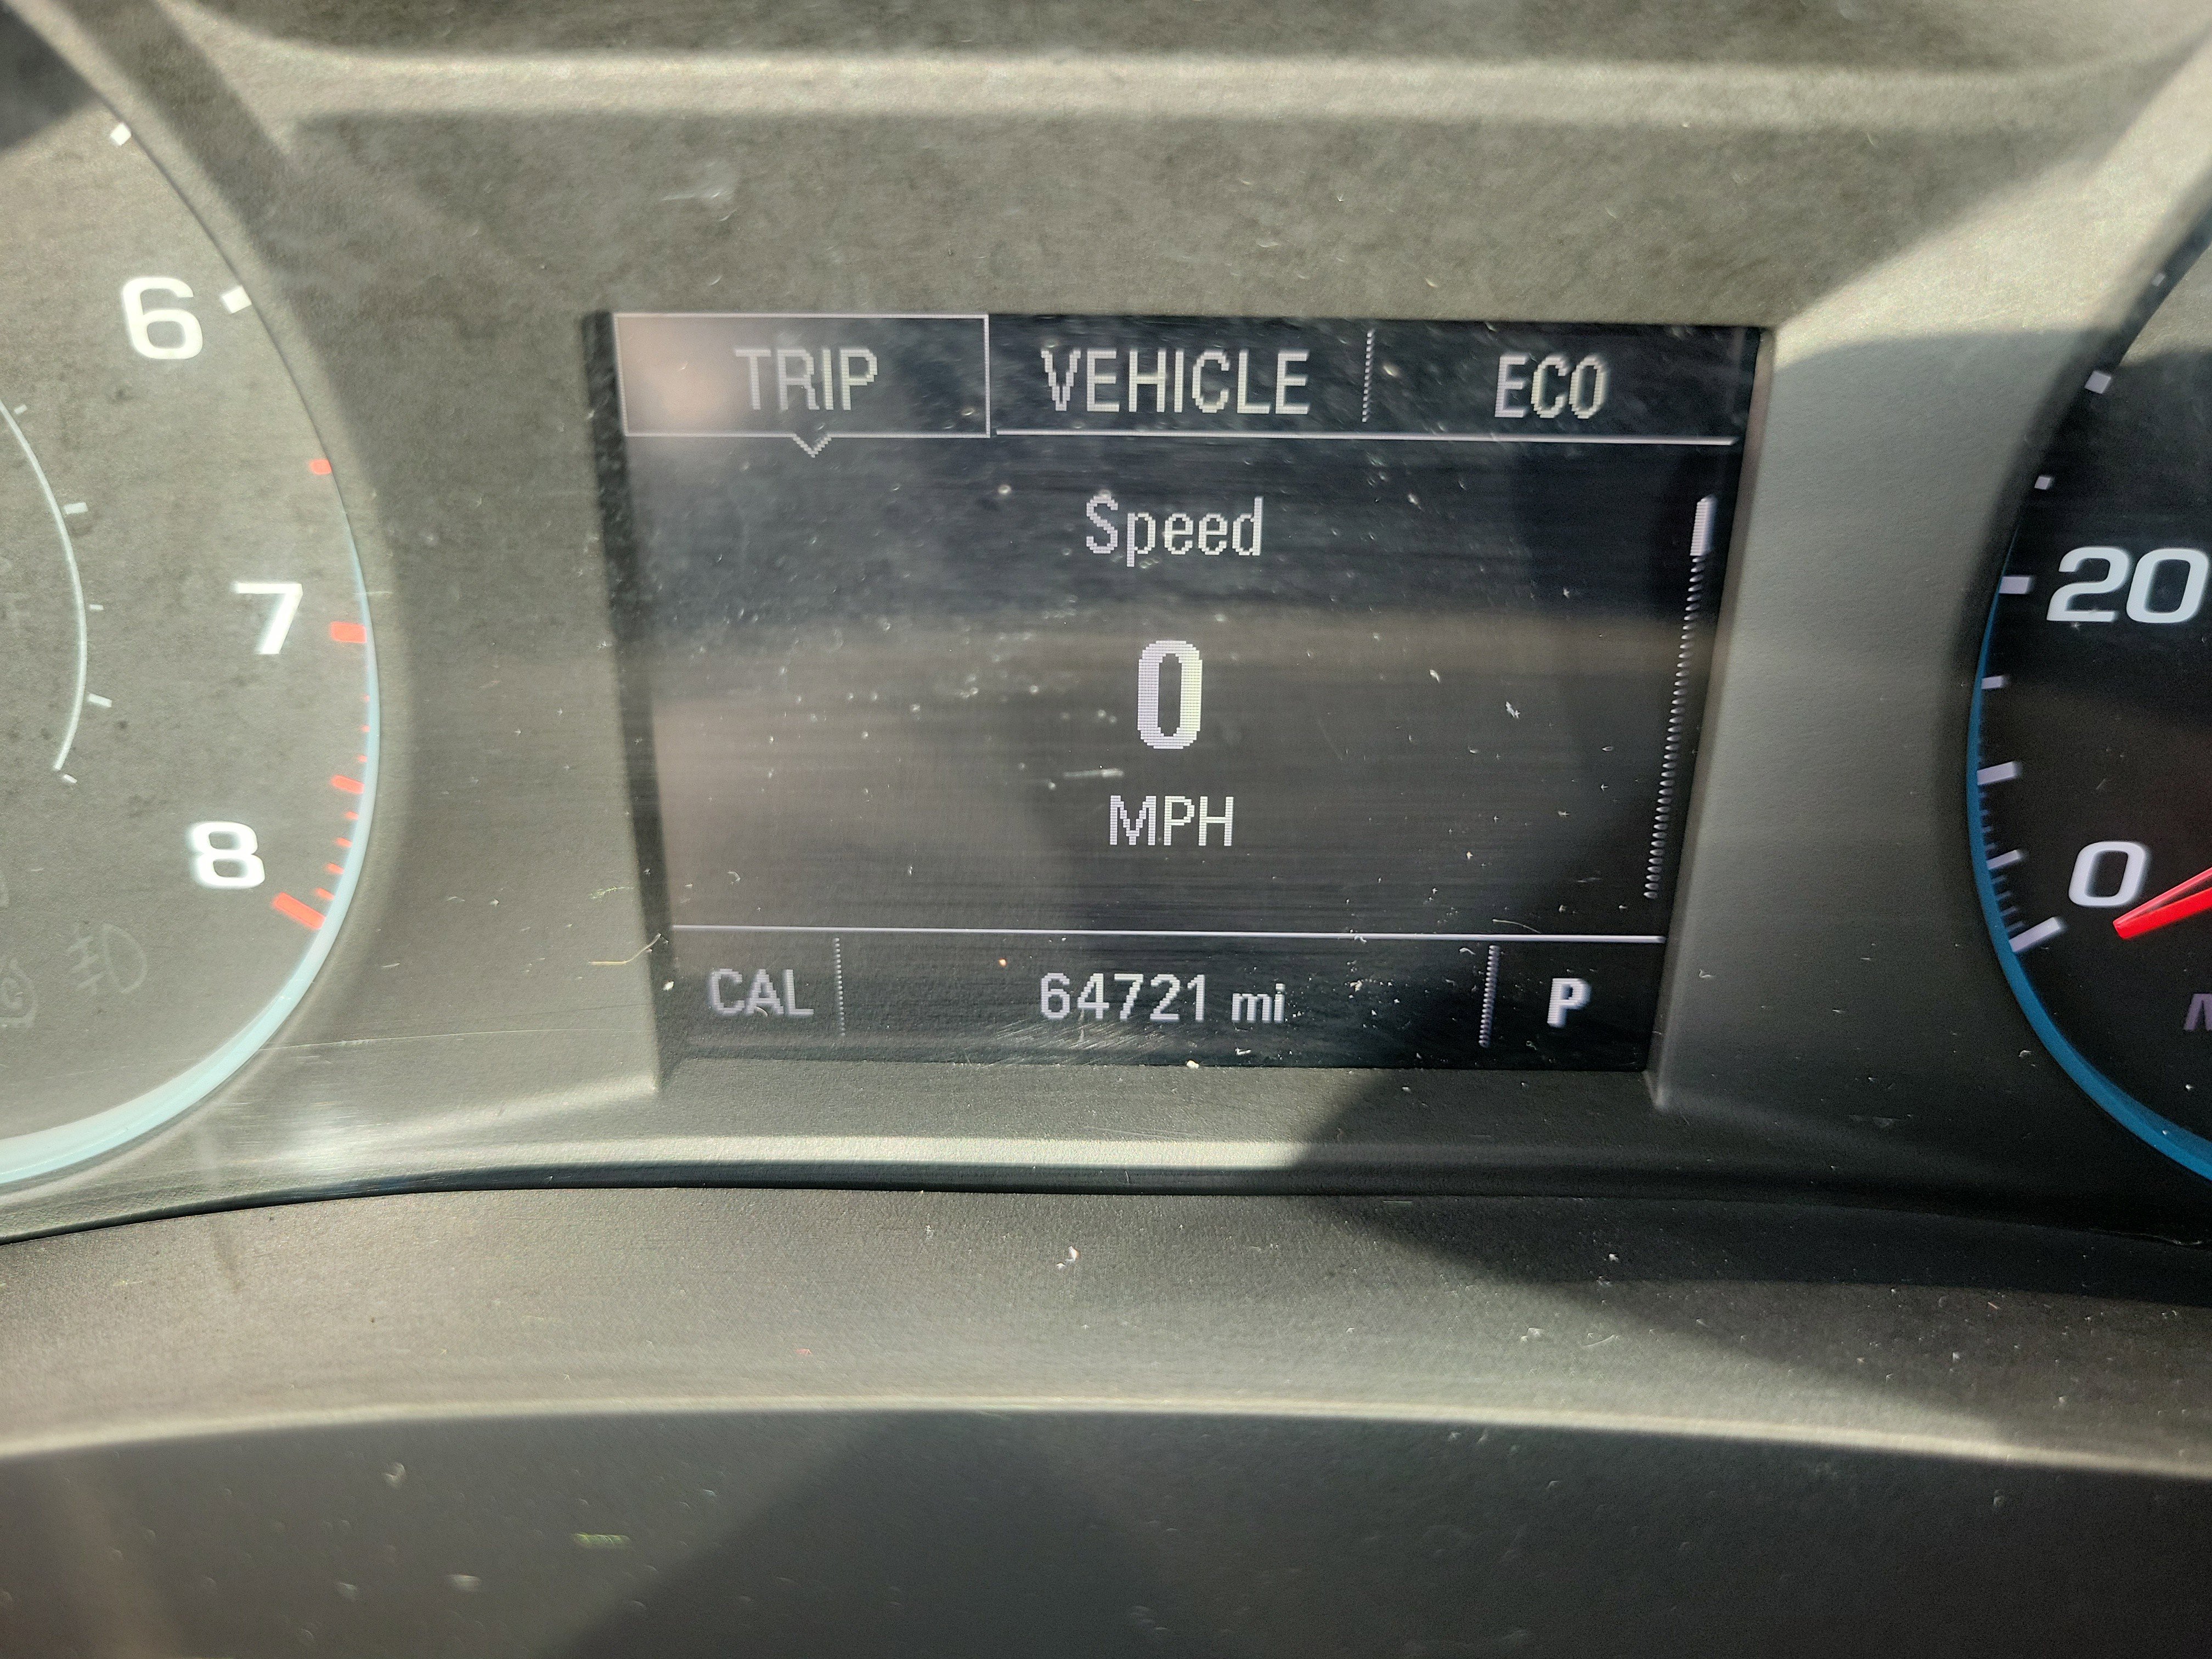 6
7
8
TRIP VEHICLE ECO
Speed
0
MPH
CAL 64721 mi P
20
0